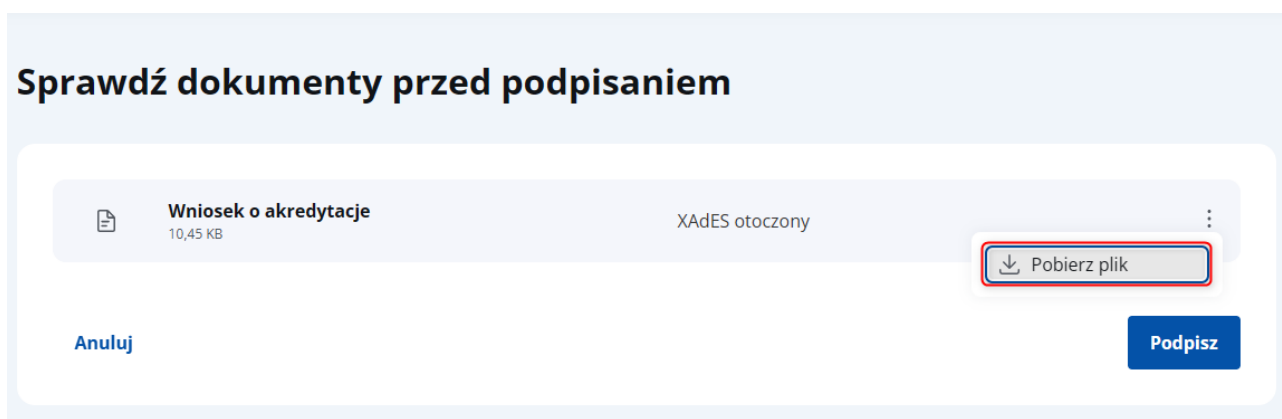 Sprawdź dokumenty przed podpisaniem
Wniosek o akredytacje
10,45 KB
XAdES otoczony
Pobierz plik
Anuluj
Podpisz